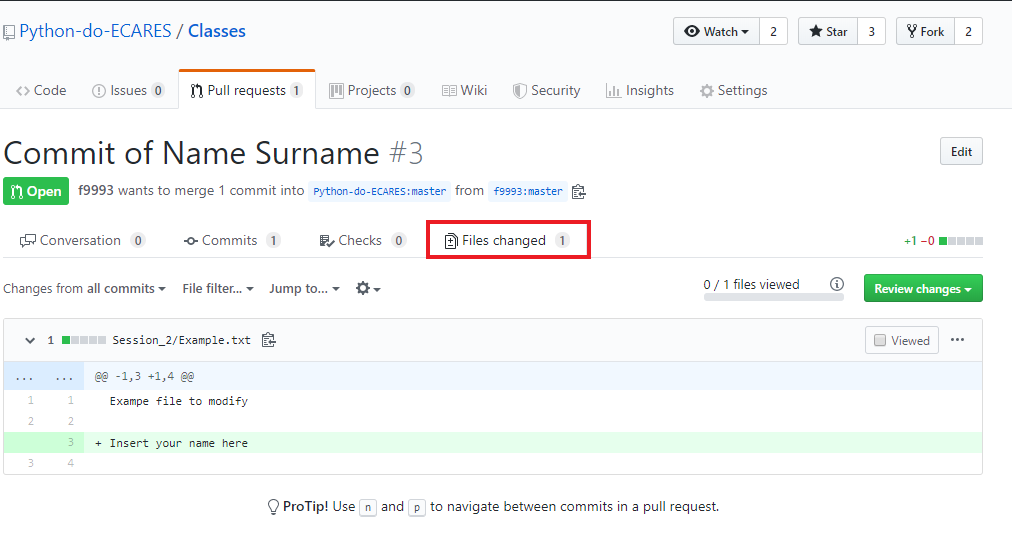 Python-do-ECARES / Classes Watch 2 Star 3 Fork 2
Code Issues 0 Pull requests 1 Projects 0 Wiki Security Insights Settings
Commit of Name Surname #3 Edit
Open f9993 wants to merge 1 commit into Python-do-ECARES:master from f9993:master
Conversation 0 Commits 1 Checks 0 Files changed 1 +1 −0
Changes from all commits File filter... Jump to... 0 / 1 files viewed Review changes
1 Session_2/Example.txt Viewed ...
... ... @@ -1,3 +1,4 @@
1 1 Exampe file to modify
2 2
3 + Insert your name here
3 4
ProTip! Use n and p to navigate between commits in a pull request.